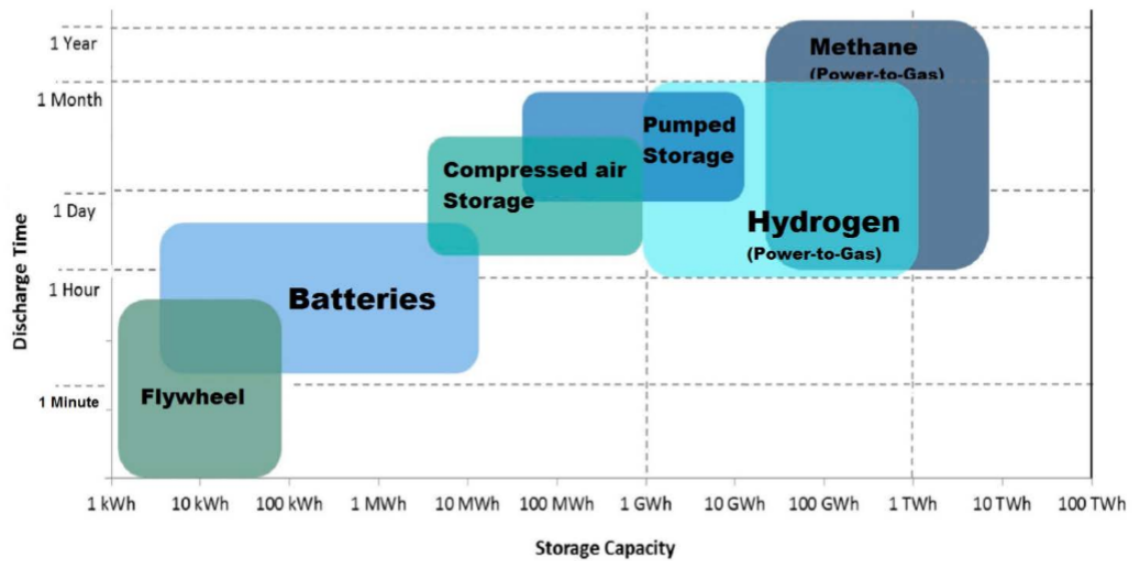 1 Year
1 Month
1 Day
1 Hour
1 Minute
Discharge Time
Methane
(Power-to-Gas)
Pumped
Storage
Compressed air
Storage
Hydrogen
(Power-to-Gas)
Batteries
Flywheel
1 kWh 10 kWh 100 kWh 1 MWh 10 MWh 100 MWh 1 GWh 10 GWh 100 GWh 1 TWh 10 TWh 100 TWh
Storage Capacity